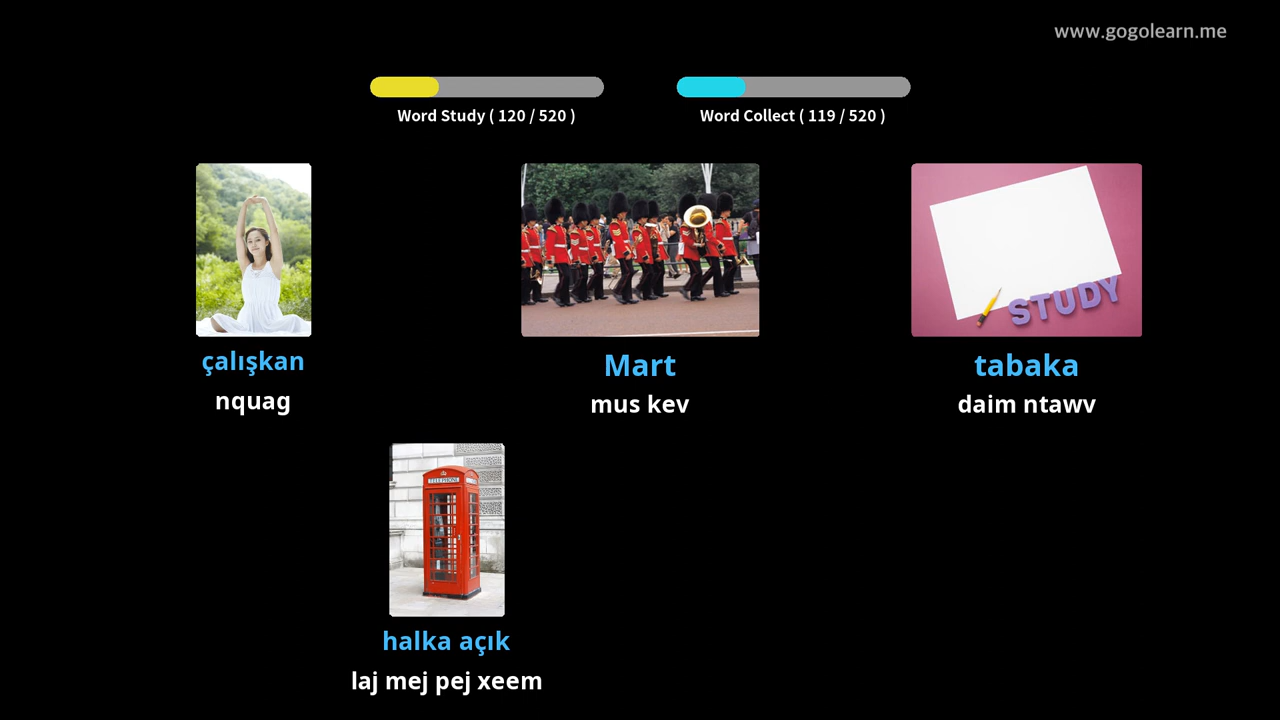 www.gogolearn.me
Word Study ( 120 / 520 )
Word Collect ( 119 / 520 )
STUDY
çalışkan
nquag
Mart
mus kev
tabaka
daim ntawv
TELEPHONE
halka açık
laj mej pej xeem